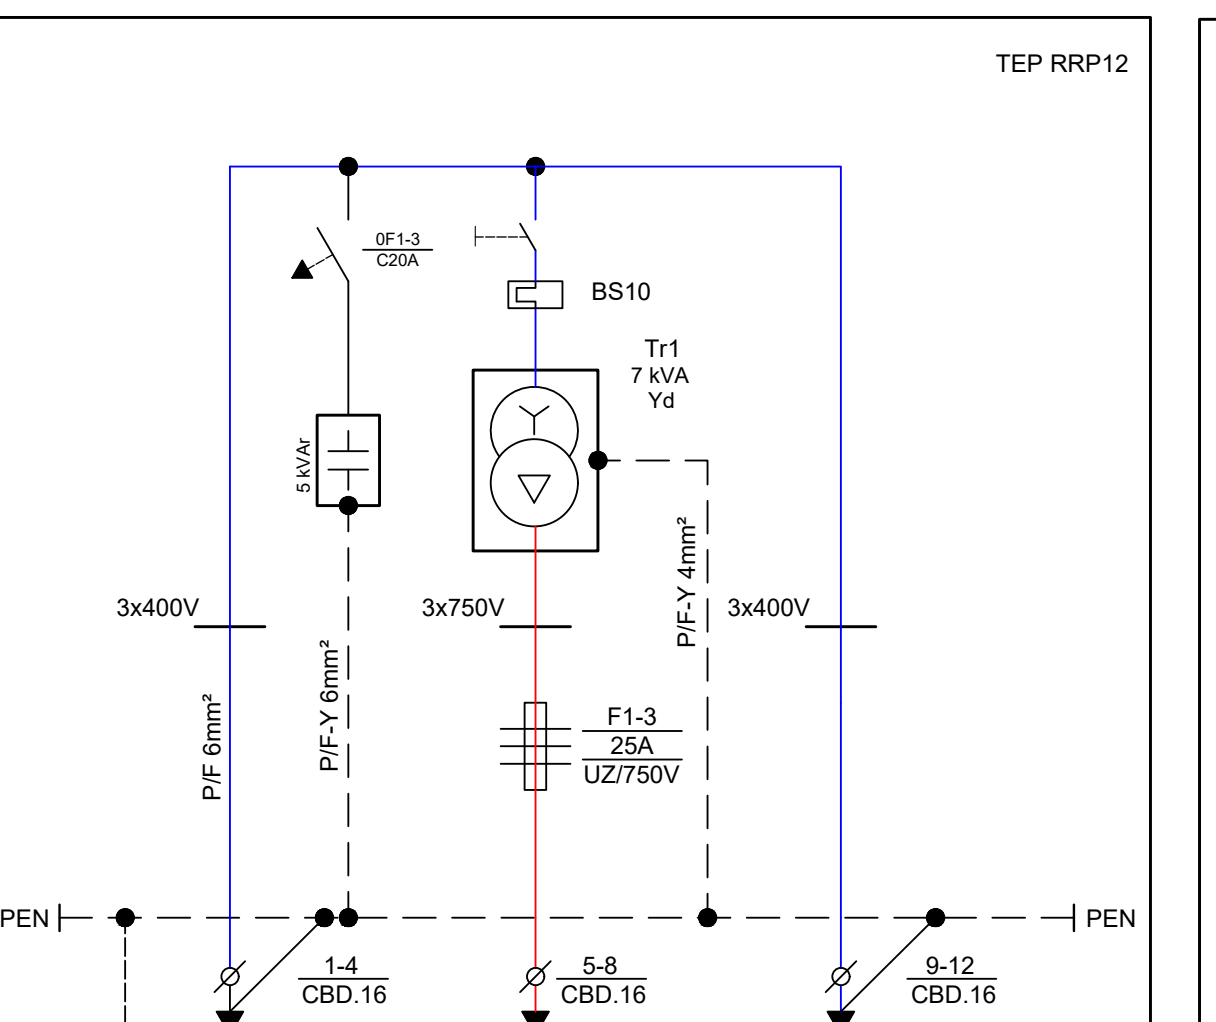 TEP RRP12
0F1-3
C20A
BS10
Tr1
7 kVA
Yd
5 kVAr
3x400V
3x750V
3x400V
P/F-Y 4mm²
P/F-Y 6mm²
P/F 6mm²
F1-3
25A
UZ/750V
PEN
PEN
1-4
CBD.16
5-8
CBD.16
9-12
CBD.16